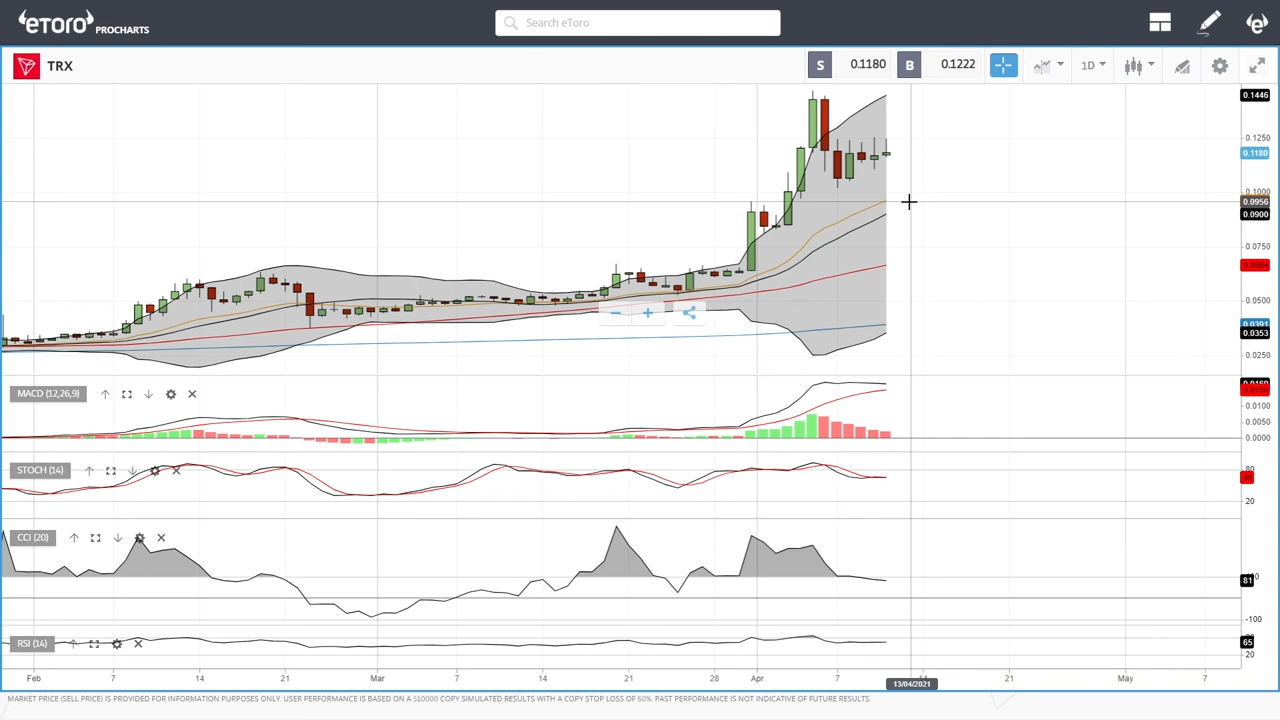 eToro PROCHARTS
Search eToro
TRX
S 0.1180 B 0.1222
1D
0.1446
0.1250
0.1180
0.1000
0.0956
0.0900
0.0750
0.0500
0.0391
0.0353
0.0250
MACD (12,26,9)
0.0100
0.0050
0.0000
STOCH (14)
80
20
CCI (20)
81
-100
RSI (14)
65
20
Feb 7 14 21 Mar 7 14 21 28 Apr 7 14 21 May 7
13/04/2021
MARKET PRICE (SELL PRICE) IS PROVIDED FOR INFORMATION PURPOSES ONLY. USER PERFORMANCE IS BASED ON A $10000 COPY SIMULATED RESULTS WITH A COPY STOP LOSS OF 60%. PAST PERFORMANCE IS NOT INDICATIVE OF FUTURE RESULTS.